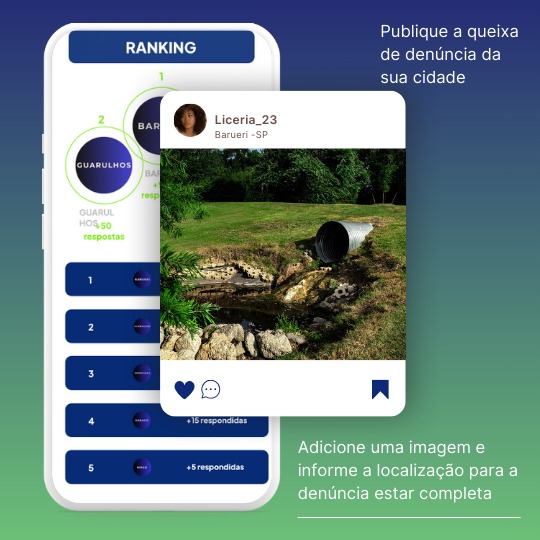 Publique a queixa
de denúncia da
sua cidade
RANKING
1
2
BAR
GUARULHOS
BAR
GUARUL
HOS
+50
respostas
resp
Liceria_23
Barueri -SP
1
2
3
4
+15 respondidas
5
+5 respondidas
Adicione uma imagem e
informe a localização para a
denúncia estar completa